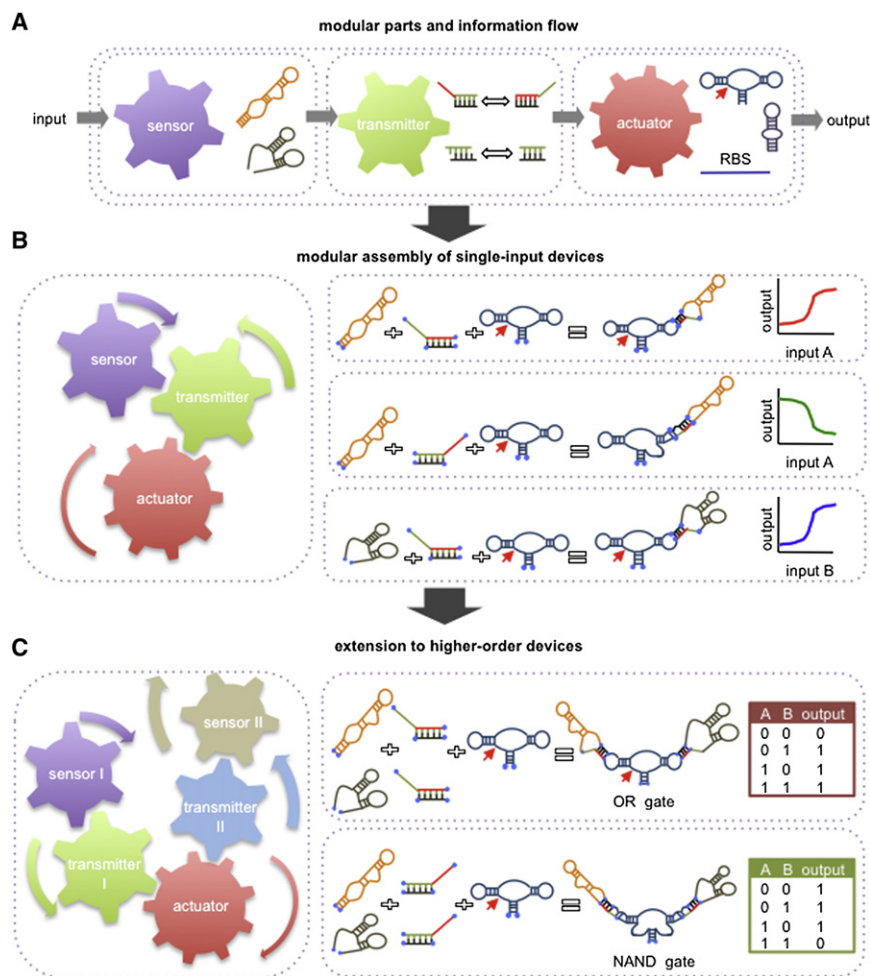 A
modular parts and information flow
input
sensor
transmitter
actuator
RBS
output
B
modular assembly of single-input devices
sensor
transmitter
actuator
output
input A
output
input A
output
input B
C
extension to higher-order devices
sensor II
sensor I
transmitter
II
transmitter
I
actuator
OR gate
A B output
0 0 0
0 1 1
1 0 1
1 1 1
NAND gate
A B output
0 0 1
0 1 1
1 0 1
1 1 0